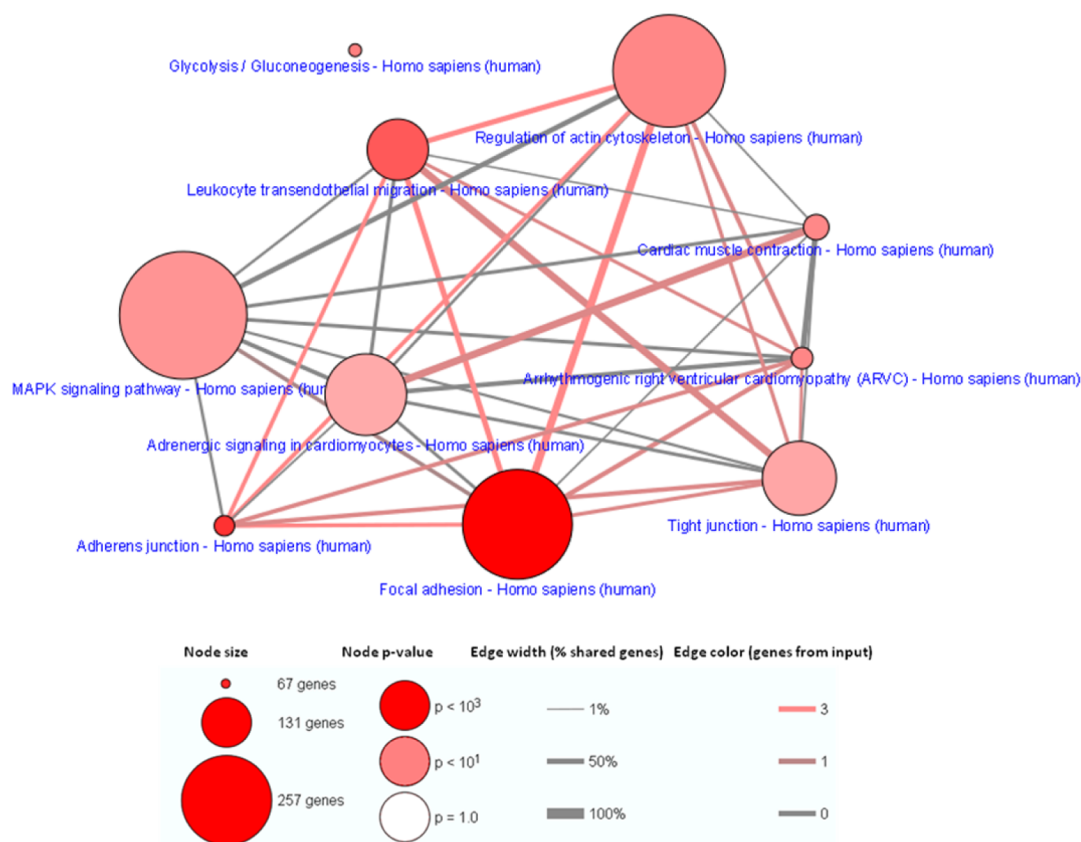 Glycolysis / Gluconeogenesis - Homo sapiens (human)
Regulation of actin cytoskeleton - Homo sapiens (human)
Leukocyte transendothelial migration - Homo sapiens (human)
Cardiac muscle contraction - Homo sapiens (human)
MAPK signaling pathway - Homo sapiens (hur
Arrhythmogenic right ventricular cardiomyopathy (ARVC) - Homo sapiens (human)
Adrenergic signaling in cardiomyocytes - Homo sapiens (human)
Tight junction - Homo sapiens (human)
Adherens junction - Homo sapiens (human)
Focal adhesion - Homo sapiens (human)
Node size Node p-value Edge width (% shared genes) Edge color (genes from input)
67 genes p < 10³ 1% 3
131 genes p < 10¹ 50% 1
257 genes p = 1.0 100% 0